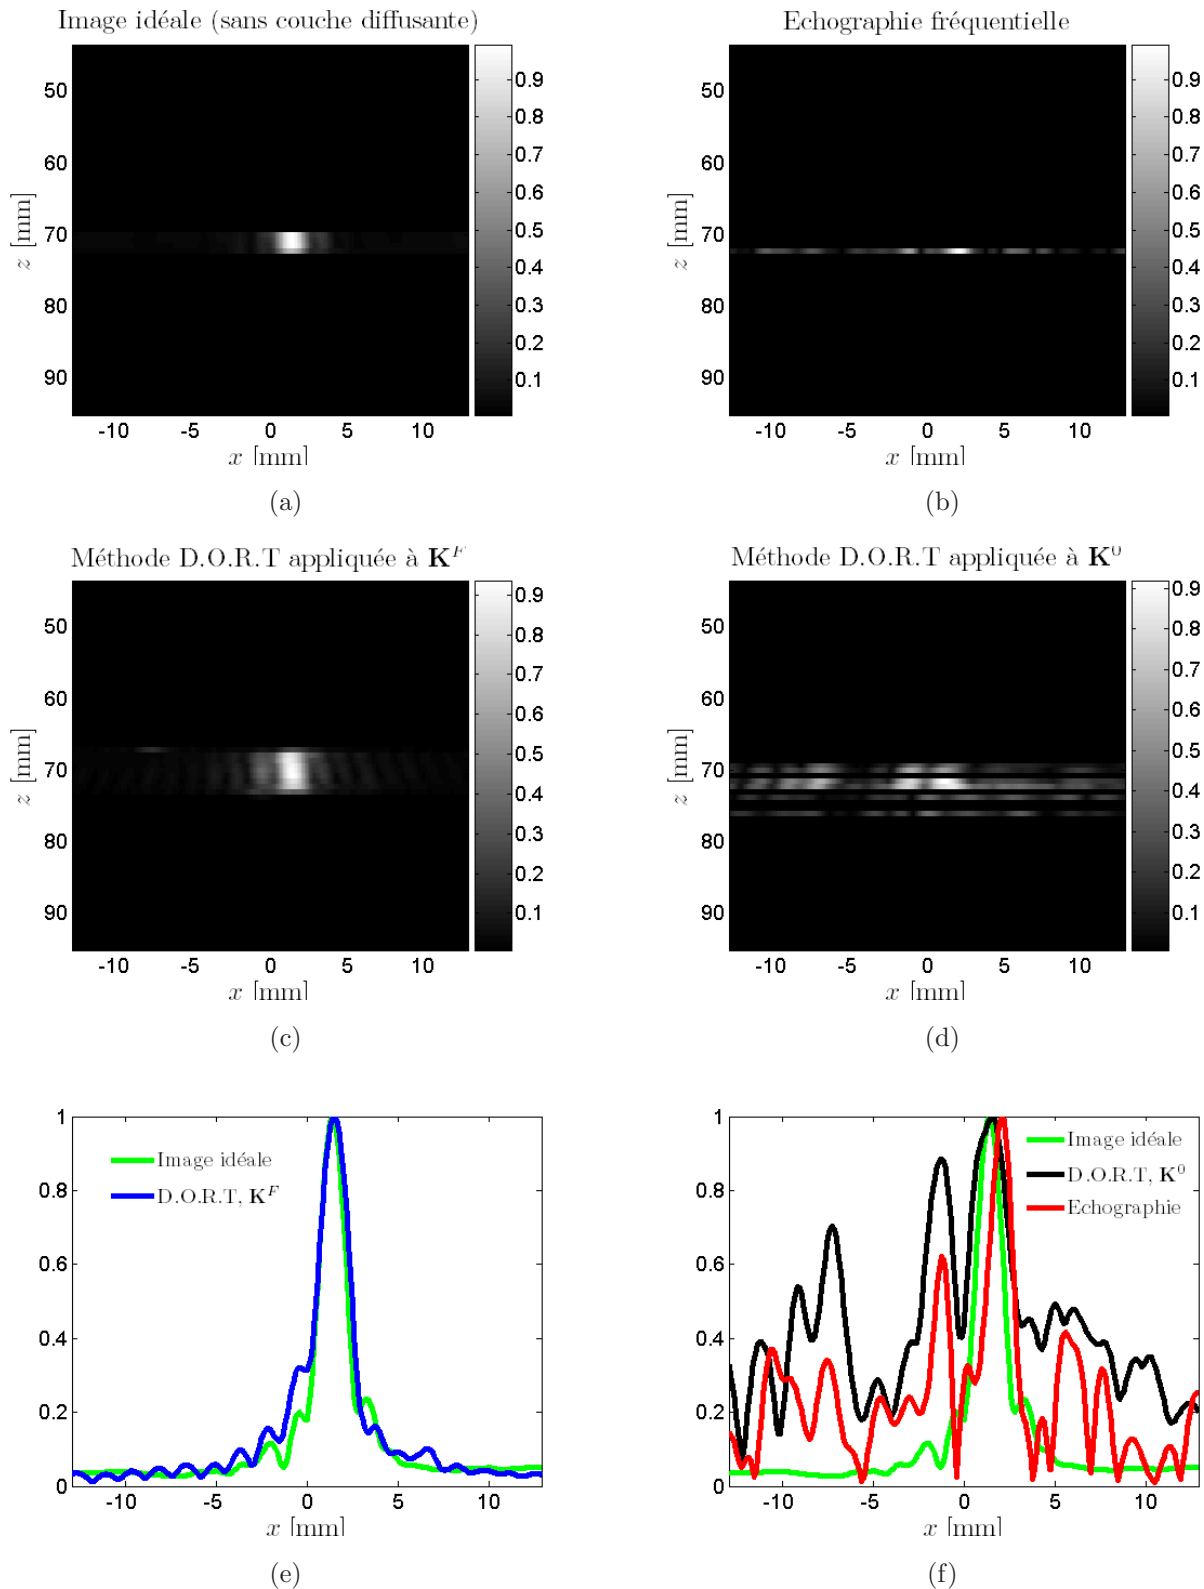 Image idéale (sans couche diffusante)
50
60
70
80
90
z [mm]
-10 -5 0 5 10
x [mm]
0.9
0.8
0.7
0.6
0.5
0.4
0.3
0.2
0.1
(a)
Echographie fréquentielle
50
60
70
80
90
z [mm]
-10 -5 0 5 10
x [mm]
0.9
0.8
0.7
0.6
0.5
0.4
0.3
0.2
0.1
(b)
Méthode D.O.R.T appliquée à K^F
50
60
70
80
90
z [mm]
-10 -5 0 5 10
x [mm]
0.9
0.8
0.7
0.6
0.5
0.4
0.3
0.2
0.1
(c)
Méthode D.O.R.T appliquée à K^0
50
60
70
80
90
z [mm]
-10 -5 0 5 10
x [mm]
0.9
0.8
0.7
0.6
0.5
0.4
0.3
0.2
0.1
(d)
1
0.8
0.6
0.4
0.2
0
Image idéale
D.O.R.T, K^F
-10 -5 0 5 10
x [mm]
(e)
1
0.8
0.6
0.4
0.2
0
Image idéale
D.O.R.T, K^0
Echographie
-10 -5 0 5 10
x [mm]
(f)